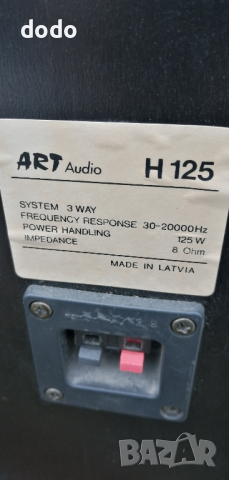 dodo
ART Audio H 125
SYSTEM 3 WAY
FREQUENCY RESPONSE 30-20000Hz
POWER HANDLING 125 W
IMPEDANCE 8 Ohm
MADE IN LATVIA
BAZAR